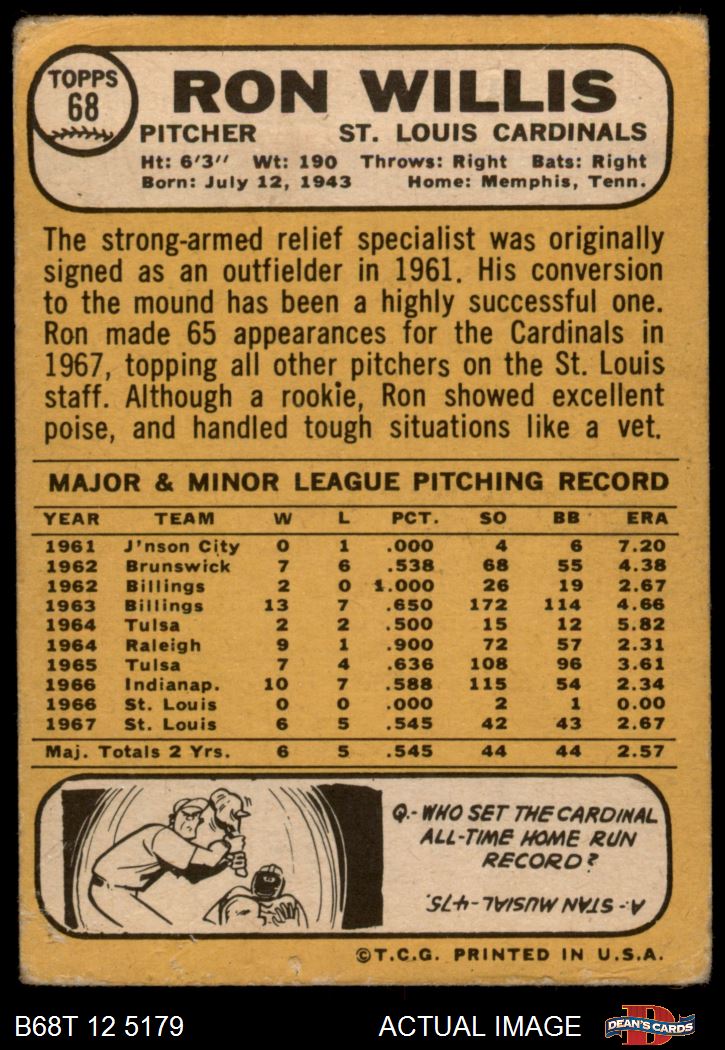 TOPPS
68
RON WILLIS
PITCHER ST. LOUIS CARDINALS
Ht: 6'3" Wt: 190 Throws: Right Bats: Right
Born: July 12, 1943 Home: Memphis, Tenn.
The strong-armed relief specialist was originally
signed as an outfielder in 1961. His conversion
to the mound has been a highly successful one.
Ron made 65 appearances for the Cardinals in
1967, topping all other pitchers on the St. Louis
staff. Although a rookie, Ron showed excellent
poise, and handled tough situations like a vet.
MAJOR & MINOR LEAGUE PITCHING RECORD
YEAR TEAM W L PCT. SO BB ERA
1961 J'nson City 0 1 .000 4 6 7.20
1962 Brunswick 7 6 .538 68 55 4.38
1962 Billings 2 0 1.000 26 19 2.67
1963 Billings 13 7 .650 172 114 4.66
1964 Tulsa 2 2 .500 15 12 5.82
1964 Raleigh 9 1 .900 72 57 2.31
1965 Tulsa 7 4 .636 108 96 3.61
1966 Indianap. 10 7 .588 115 54 2.34
1966 St. Louis 0 0 .000 2 1 0.00
1967 St. Louis 6 5 .545 42 43 2.67
Maj. Totals 2 Yrs. 6 5 .545 44 44 2.57
Q.- WHO SET THE CARDINAL
ALL-TIME HOME RUN
RECORD?
A: STAN MUSIAL-475.
©T.C.G. PRINTED IN U.S.A.
B68T 12 5179 ACTUAL IMAGE
DEAN'S CARDS